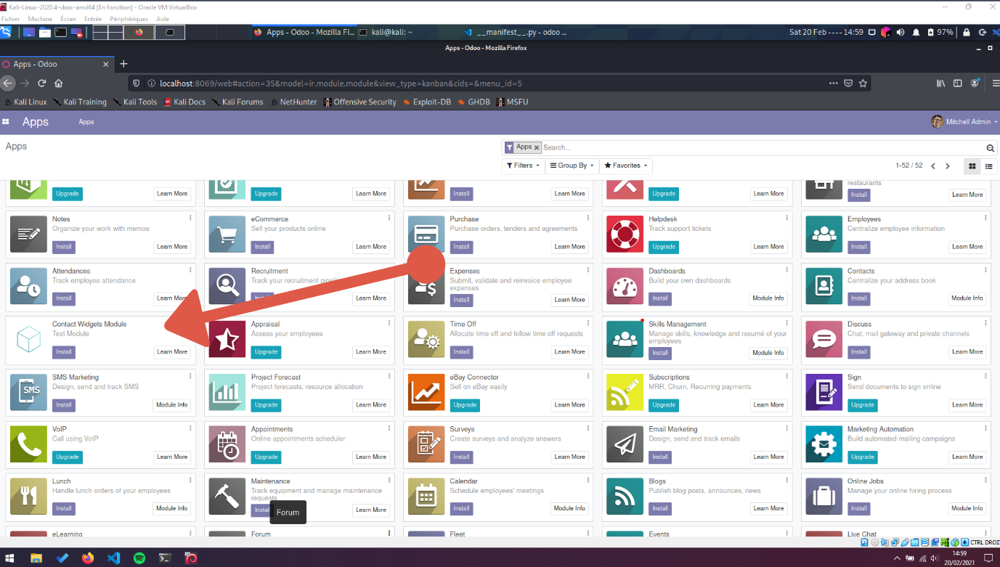 Kali-Linux-2020.4-vbox-amd64 [En fonction] - Oracle VM VirtualBox
Fichier Machine Écran Entrée Périphériques Aide
Apps - Odoo - Mozilla Fi... kali@kali: ~ __manifest__.py - odoo ... Sat 20 Feb ---- 14:59 97%
Apps - Odoo - Mozilla Firefox
Apps - Odoo
localhost:8069/web#action=35&model=ir.module.module&view_type=kanban&cids=&menu_id=5
Kali Linux Kali Training Kali Tools Kali Docs Kali Forums NetHunter Offensive Security Exploit-DB GHDB MSFU
Apps Apps Mitchell Admin
Apps Apps Search...
Filters Group By Favorites 1-52 / 52
restaurants
Upgrade Learn More Upgrade Learn More Install Learn More Upgrade Learn More Install Learn More
Notes eCommerce Purchase Helpdesk Employees
Organize your work with memos Sell your products online Purchase orders, tenders and agreements Track support tickets Centralize employee information
Install Learn More Install Learn More Install Learn More Upgrade Learn More Install Learn More
Attendances Recruitment Expenses Dashboards Contacts
Track employee attendance Track your recruitment Submit, validate and reinvoice employee Build your own dashboards Centralize your address book
expenses
Install Learn More Learn More Install Learn More Install Module Info Install Module Info
Contact Widgets Module Appraisal Time Off Skills Management Discuss
Test Module Assess your employees Allocate time off and follow time off requests Manage skills, knowledge and resumé of your Chat, mail gateway and private channels
employees
Install Learn More Upgrade Learn More Install Learn More Install Module Info Install Learn More
SMS Marketing Project Forecast eBay Connector Subscriptions Sign
SMS Design, send and track SMS Project forecasts, resource allocation Sell on eBay easily MRR, Churn, Recurring payments Send documents to sign online
Install Module Info Upgrade Learn More Upgrade Learn More Upgrade Learn More Upgrade Learn More
VoIP Appointments Surveys Email Marketing Marketing Automation
Call using VoIP Online appointments scheduler Create surveys and analyze answers Design, send and track emails Build automated mailing campaigns
Upgrade Learn More Upgrade Learn More Install Learn More Install Learn More Upgrade Learn More
Lunch Maintenance Calendar Blogs Online Jobs
Handle lunch orders of your employees Track equipment and manage maintenance Schedule employees' meetings Publish blog posts, announces, news Manage your online hiring process
requests
Install Module Info Install Learn More Install Module Info Install Learn More Install Module Info
Forum
eLearning Forum Fleet Events Live Chat
CTRL DROITE
14:59
20/02/2021